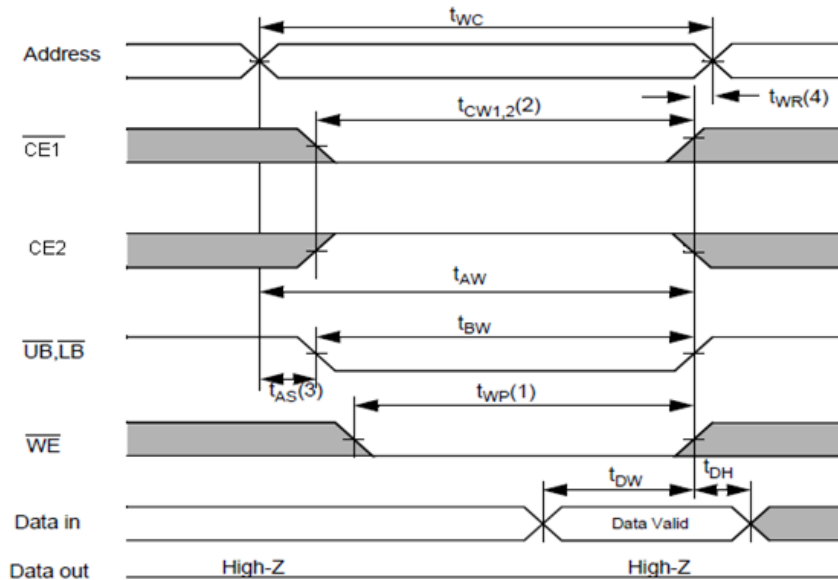 tWC
Address
tWR(4)
tCW1,2(2)
CE1
CE2
tAW
tBW
UB,LB
tAS(3)
tWP(1)
WE
tDW
tDH
Data in
Data Valid
Data out
High-Z
High-Z